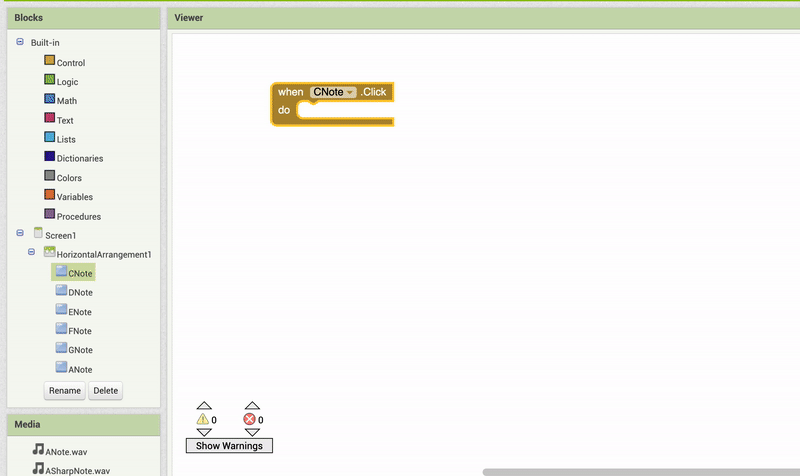 Blocks
Built-in
Control
Logic
Math
Text
Lists
Dictionaries
Colors
Variables
Procedures
Screen1
HorizontalArrangement1
CNote
DNote
ENote
FNote
GNote
ANote
Rename Delete
Media
ANote.wav
ASharpNote.wav
Viewer
when CNote .Click
do
0 0
Show Warnings